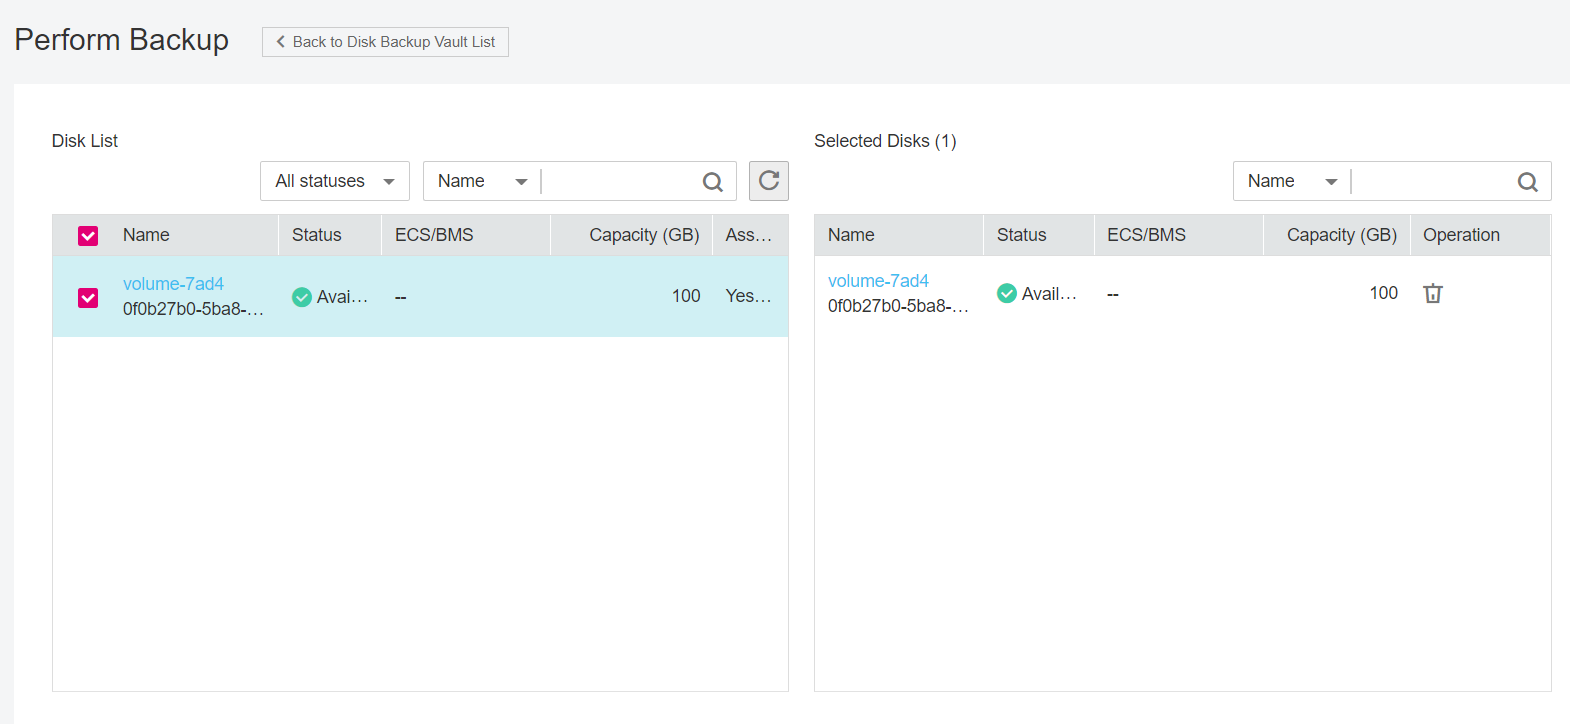 Perform Backup
Back to Disk Backup Vault List
Disk List
All statuses
Name
Name Status ECS/BMS Capacity (GB) Ass...
volume-7ad4
0f0b27b0-5ba8-...
Avai... -- 100 Yes...
Selected Disks (1)
Name
Name Status ECS/BMS Capacity (GB) Operation
volume-7ad4
0f0b27b0-5ba8-...
Avail... -- 100